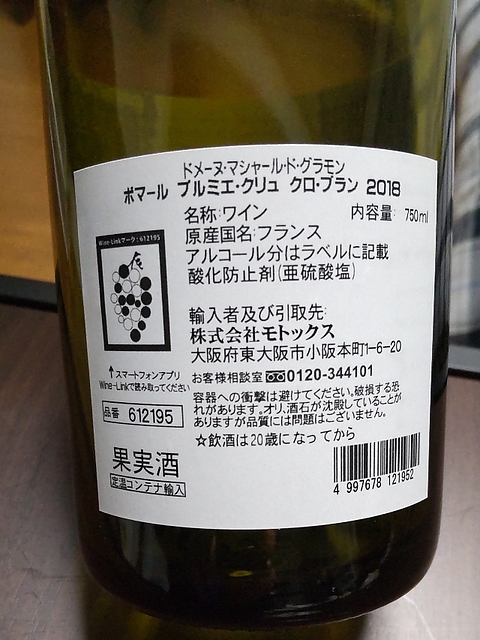 ドメーヌ・マシャール・ド・グラモン
ポマール プルミエ・クリュ クロ・ブラン 2018
名称:ワイン 内容量: 750ml
原産国名:フランス
アルコール分はラベルに記載
酸化防止剤(亜硫酸塩)
Wine-Linkマーク:612195
輸入者及び引取先:
株式会社モトックス
大阪府東大阪市小阪本町1-6-20
↑スマートフォンアプリ
Wine-Linkで読み取ってください
お客様相談室 0120-344101
容器への衝撃は避けてください。破損する恐
れがあります。オリ、酒石が沈殿していることが
ありますが品質には問題はございません。
品番 612195
☆飲酒は20歳になってから
果実酒
定温コンテナ輸入
4 997678 121952